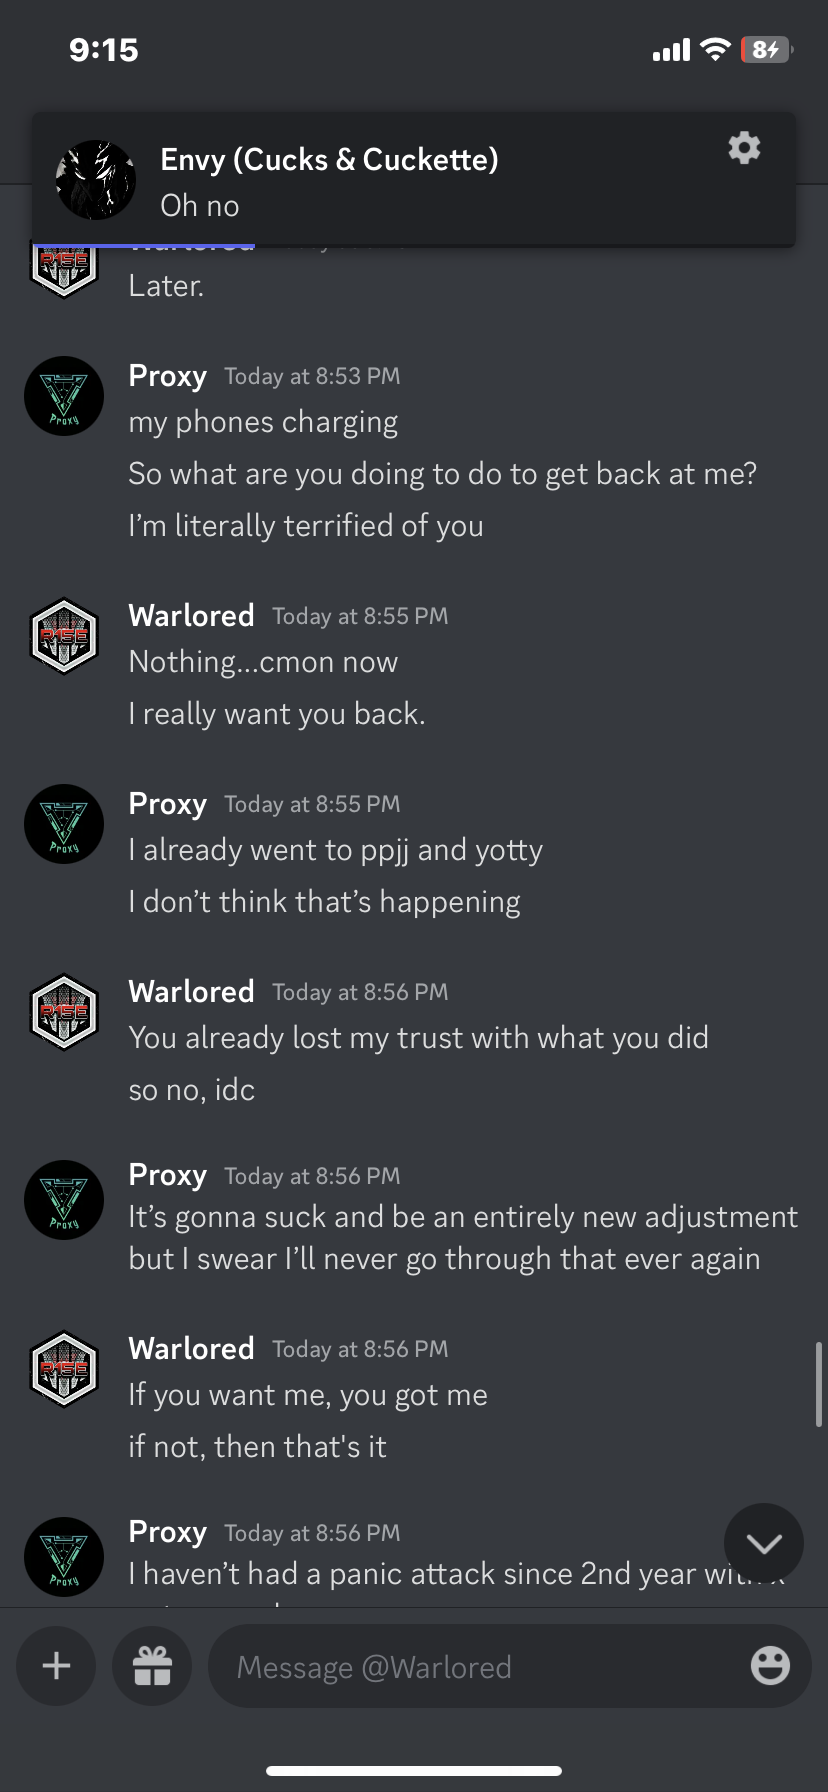 9:15
8
Envy (Cucks & Cuckette)
Oh no
Warlored
Later.
Proxy Today at 8:53 PM
my phones charging
So what are you doing to do to get back at me?
I’m literally terrified of you
Warlored Today at 8:55 PM
Nothing...cmon now
I really want you back.
Proxy Today at 8:55 PM
I already went to ppjj and yotty
I don’t think that’s happening
Warlored Today at 8:56 PM
You already lost my trust with what you did
so no, idc
Proxy Today at 8:56 PM
It’s gonna suck and be an entirely new adjustment
but I swear I’ll never go through that ever again
Warlored Today at 8:56 PM
If you want me, you got me
if not, then that's it
Proxy Today at 8:56 PM
I haven’t had a panic attack since 2nd year with
Message @Warlored